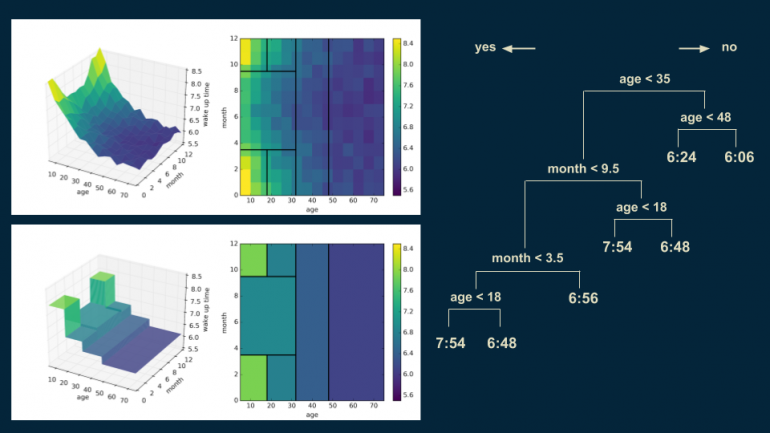 8.5
8.0
7.5
7.0
6.5
6.0
5.5
wake up time
10 20 30 40 50 60 70
age
0 2 4 6 8 10 12
month
12
10
8
6
4
2
0
month
10 20 30 40 50 60 70
age
8.4
8.0
7.6
7.2
6.8
6.4
6.0
5.6
8.5
8.0
7.5
7.0
6.5
6.0
5.5
wake up time
10 20 30 40 50 60 70
age
0 2 4 6 8 10 12
month
12
10
8
6
4
2
0
month
10 20 30 40 50 60 70
age
8.4
8.0
7.6
7.2
6.8
6.4
6.0
5.6
yes no
age < 35
age < 48
6:24 6:06
month < 9.5
age < 18
7:54 6:48
month < 3.5
6:56
age < 18
7:54 6:48